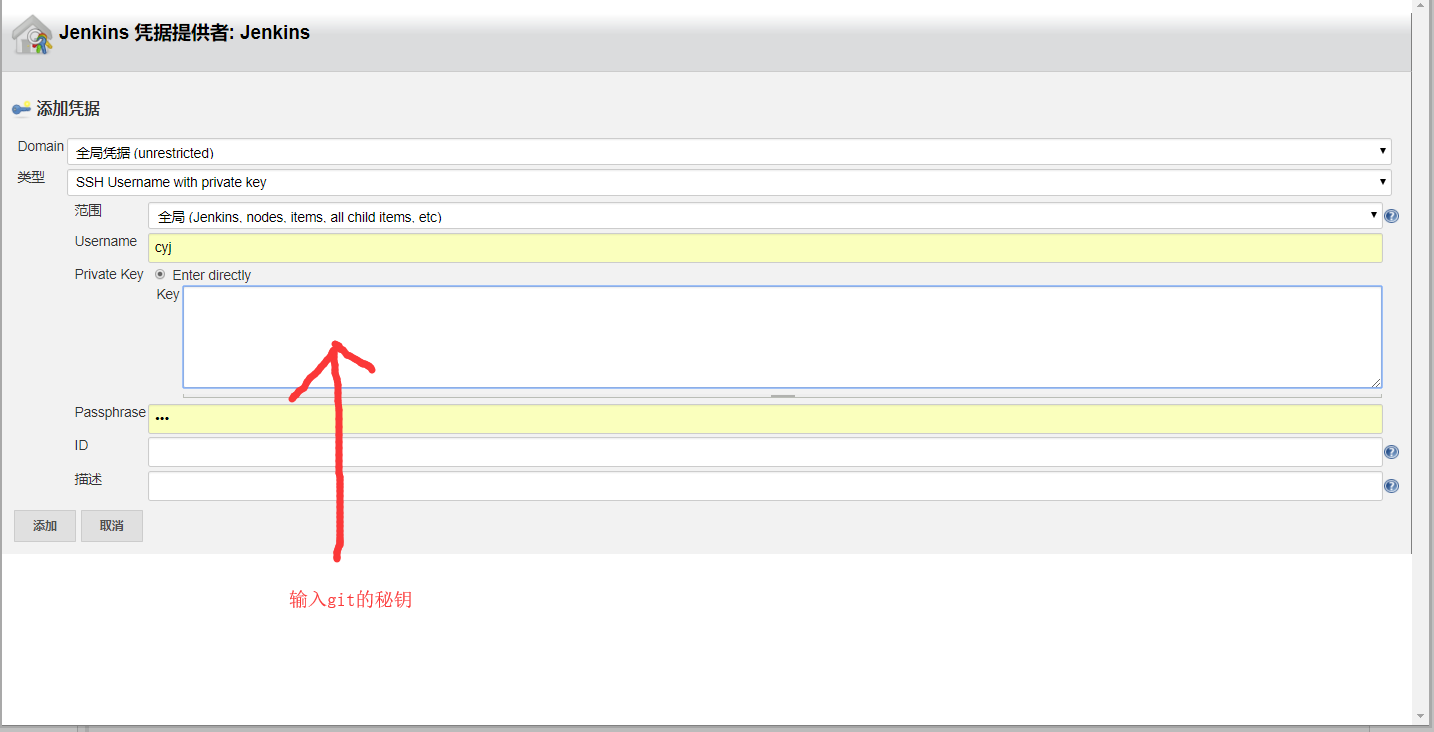 Jenkins 凭据提供者: Jenkins
添加凭据
Domain 全局凭据 (unrestricted)
类型 SSH Username with private key
范围 全局 (Jenkins, nodes, items, all child items, etc)
Username cyj
Private Key Enter directly
Key
Passphrase •••
ID
描述
添加 取消
输入git的秘钥